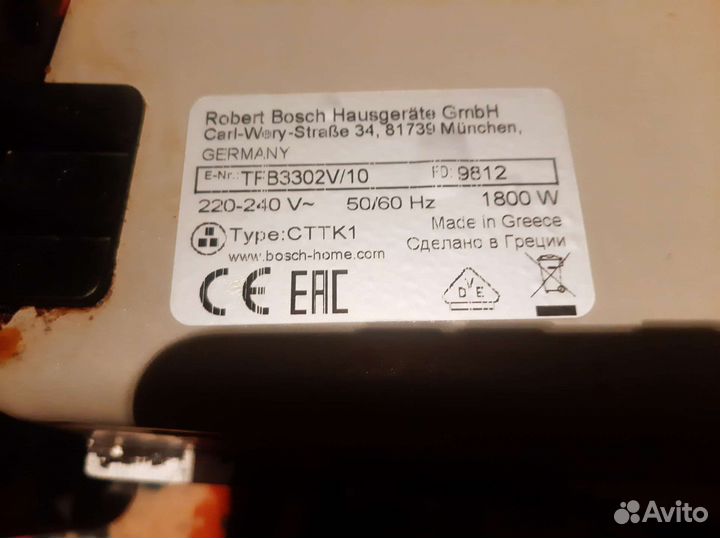 Robert Bosch Hausgeräte GmbH
Carl-Wery-Straße 34, 81739 München,
GERMANY
E-Nr.: TFB3302V/10 FD: 9812
220-240 V~ 50/60 Hz 1800 W
Type: CTTK1 Made in Greece
www.bosch-home.com Сделано в Греции
CE EAC
DVE
Avito